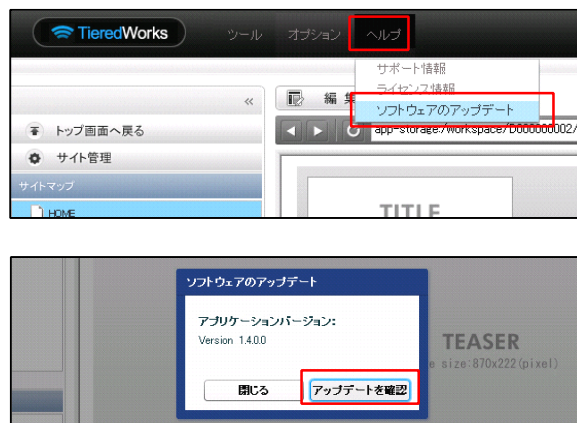 TieredWorks
ツール オプション ヘルプ
サポート情報
ライセンス情報
ソフトウェアのアップデート
編 集
トップ画面へ戻る
app-storage:/workspace/D000000002/
サイト管理
サイトマップ
HOME
TITLE
ソフトウェアのアップデート
アプリケーションバージョン:
Version 1.4.0.0
TEASER
e size:870x222(pixel)
閉じる アップデートを確認